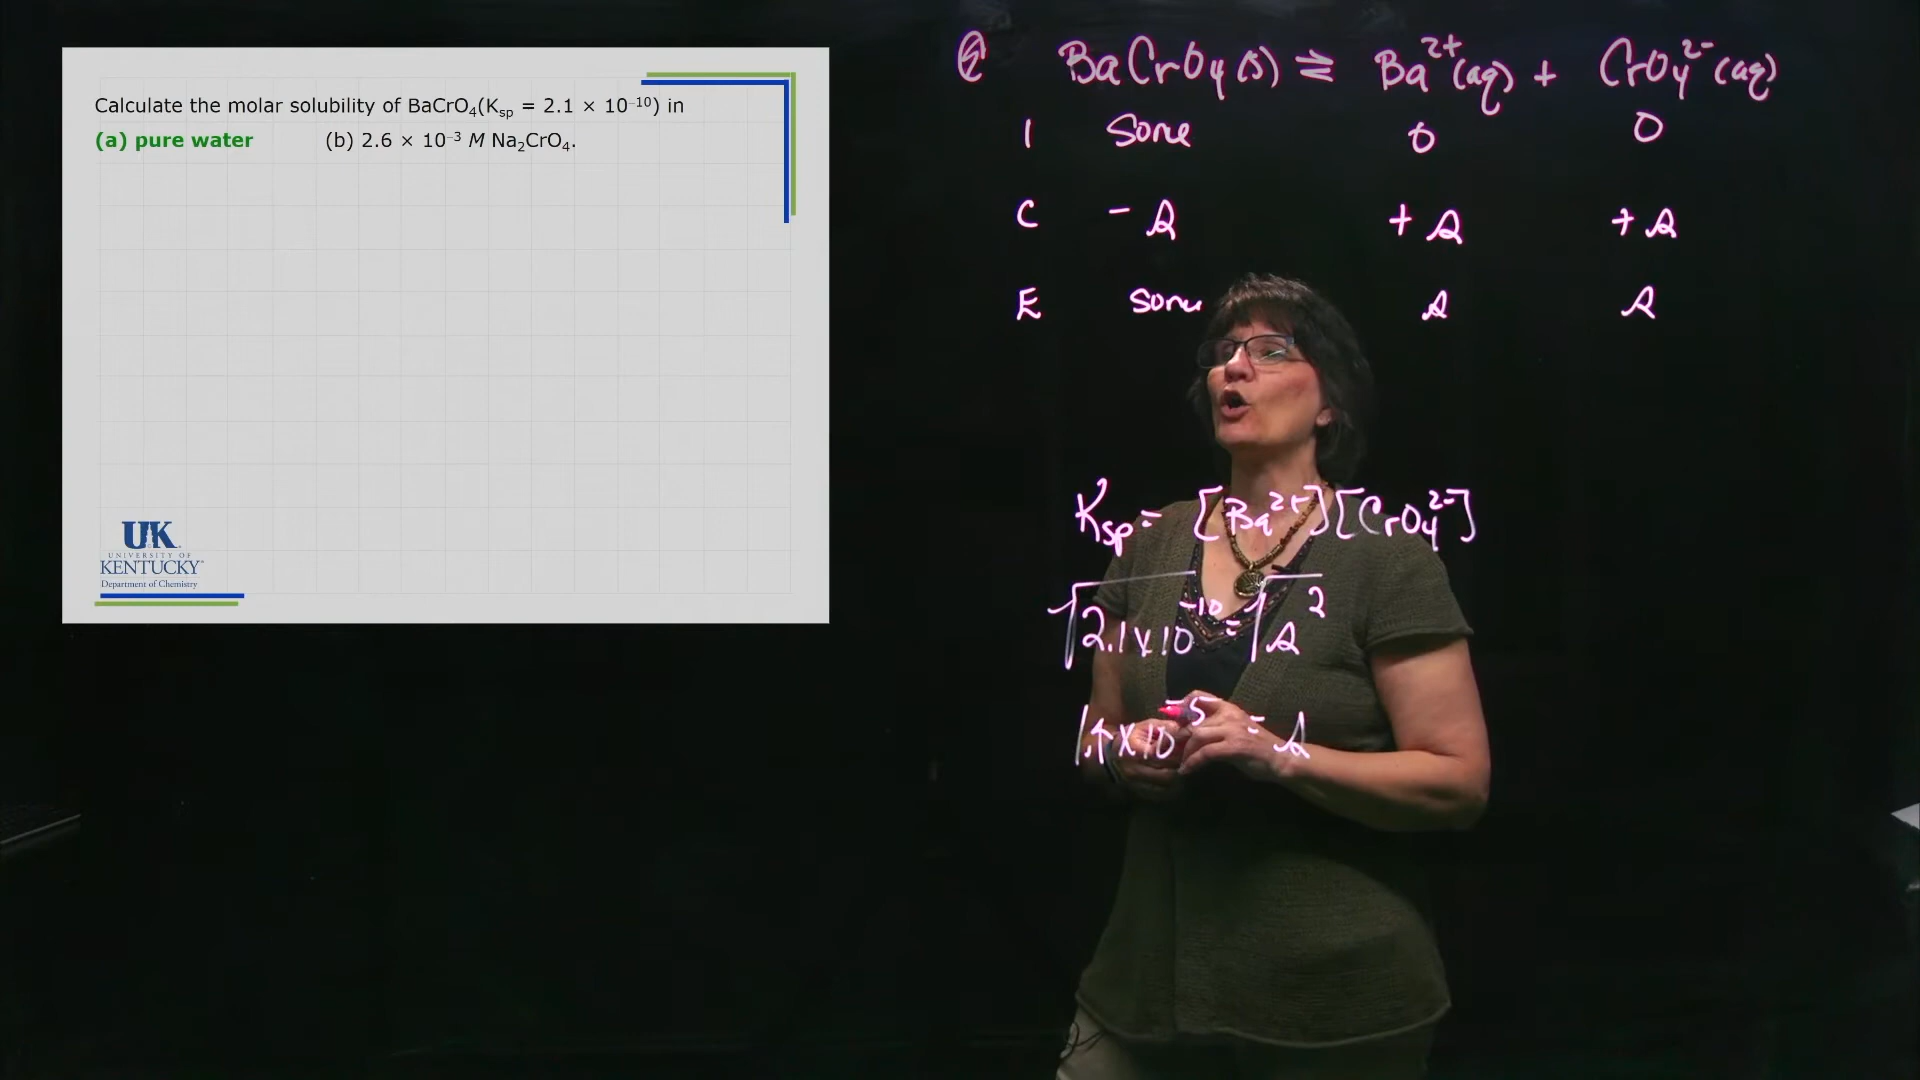 Calculate the molar solubility of BaCrO₄(Kₛₚ = 2.1 × 10⁻¹⁰) in
(a) pure water (b) 2.6 × 10⁻³ M Na₂CrO₄.
UK
UNIVERSITY OF
KENTUCKY
Department of Chemistry
BaCrO₄(s) ⇌ Ba²⁺(aq) + CrO₄²⁻(aq)
I Some 0 0
C - s + s + s
E Some s s
Kₛₚ = [Ba²⁺][CrO₄²⁻]
√2.1 x 10⁻¹⁰ = √s²
1.4 x 10⁻⁵ = s